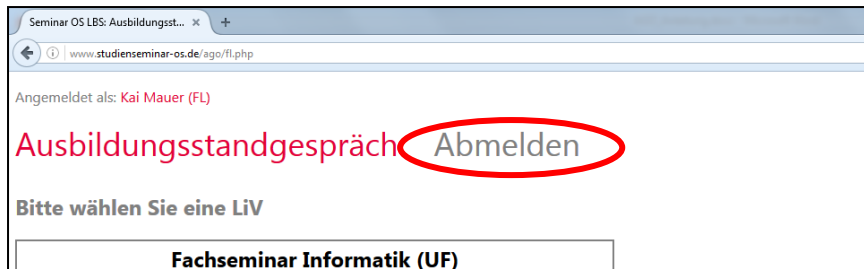 Seminar OS LBS: Ausbildungsst...
www.studienseminar-os.de/ago/fl.php
Angemeldet als: Kai Mauer (FL)
Ausbildungsstandgespräch Abmelden
Bitte wählen Sie eine LiV
Fachseminar Informatik (UF)